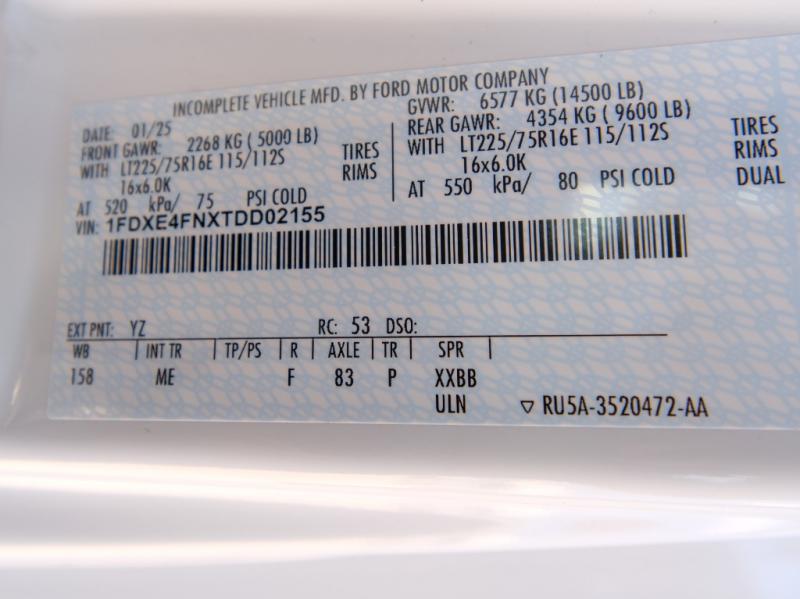 INCOMPLETE VEHICLE MFD. BY FORD MOTOR COMPANY
DATE: 01/25
GVWR: 6577 KG (14500 LB)
FRONT GAWR: 2268 KG ( 5000 LB)
REAR GAWR: 4354 KG ( 9600 LB)
WITH LT225/75R16E 115/112S TIRES
WITH LT225/75R16E 115/112S TIRES
16x6.0K RIMS
16x6.0K RIMS
AT 520 kPa/ 75 PSI COLD
AT 550 kPa/ 80 PSI COLD DUAL
VIN: 1FDXE4FNXTDD02155
EXT PNT: YZ RC: 53 DSO:
WB | INT TR | TP/PS | R | AXLE | TR | SPR |
158 ME F 83 P XXBB
ULN ▽ RU5A-3520472-AA